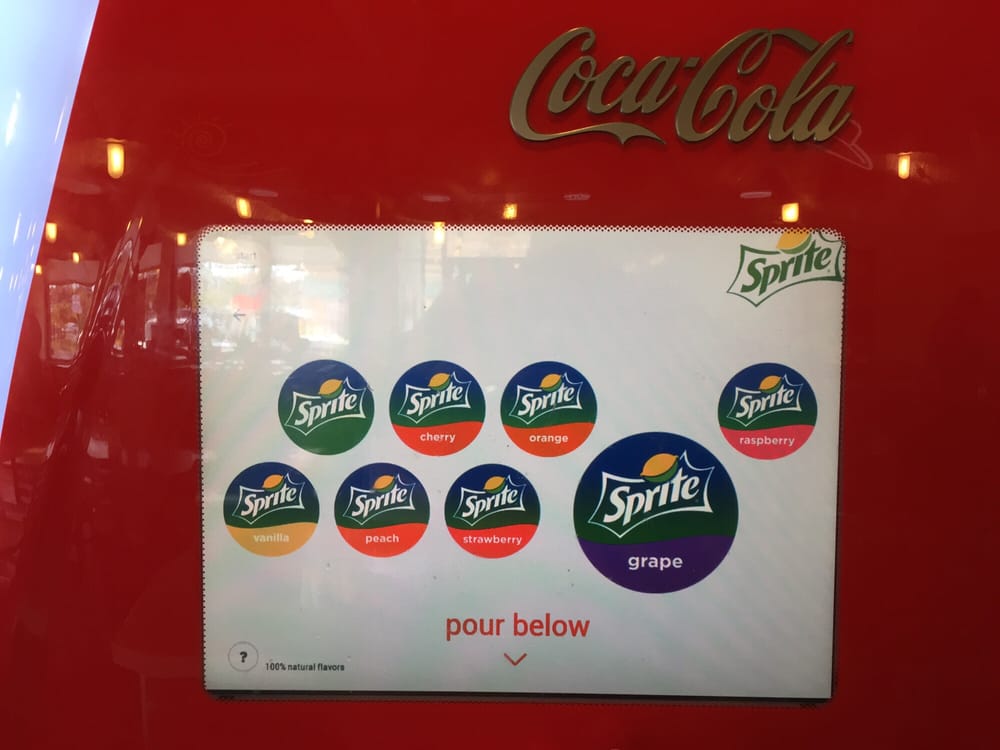 Coca-Cola
start
Sprite
Sprite
Sprite
cherry
Sprite
orange
Sprite
raspberry
Sprite
vanilla
Sprite
peach
Sprite
strawberry
Sprite
grape
pour below
?
100% natural flavors